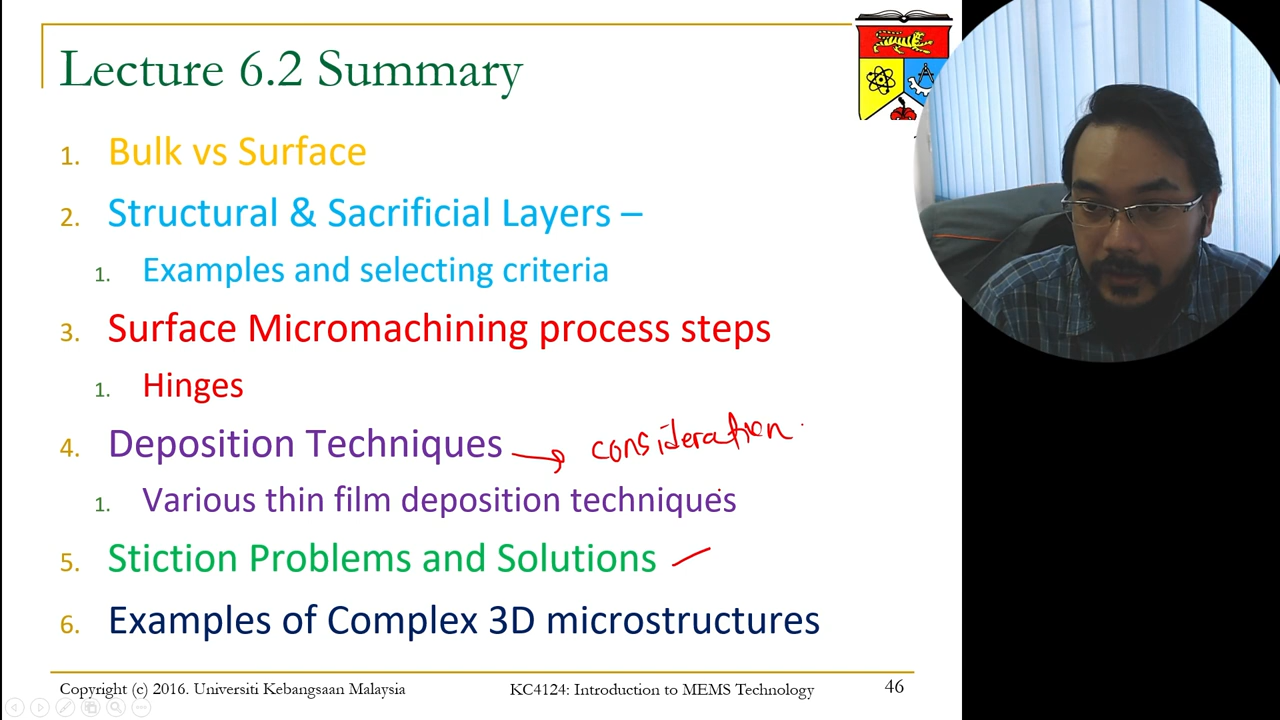 Lecture 6.2 Summary
1. Bulk vs Surface
2. Structural & Sacrificial Layers –
1. Examples and selecting criteria
3. Surface Micromachining process steps
1. Hinges
4. Deposition Techniques → consideration
1. Various thin film deposition techniques
5. Stiction Problems and Solutions
6. Examples of Complex 3D microstructures
Copyright (c) 2016. Universiti Kebangsaan Malaysia KC4124: Introduction to MEMS Technology 46